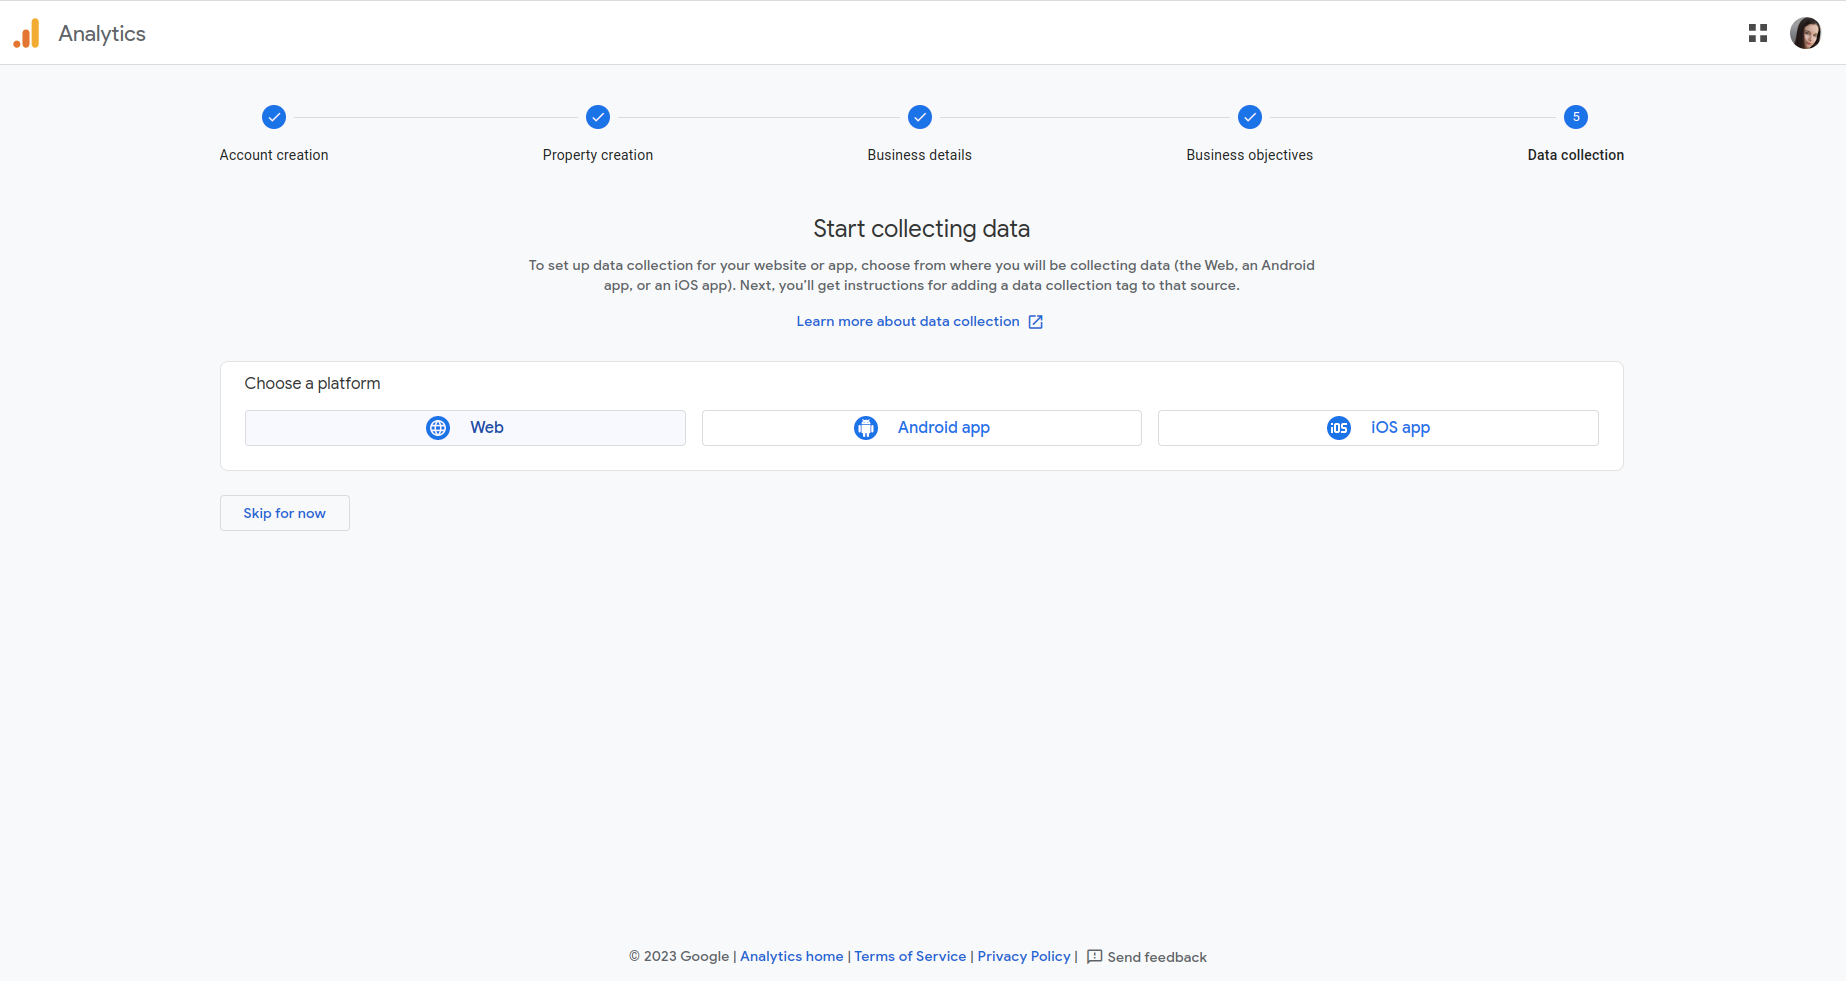 Analytics
5
Account creation
Property creation
Business details
Business objectives
Data collection
Start collecting data
To set up data collection for your website or app, choose from where you will be collecting data (the Web, an Android
app, or an iOS app). Next, you’ll get instructions for adding a data collection tag to that source.
Learn more about data collection
Choose a platform
Web
Android app
iOS iOS app
Skip for now
© 2023 Google | Analytics home | Terms of Service | Privacy Policy | Send feedback